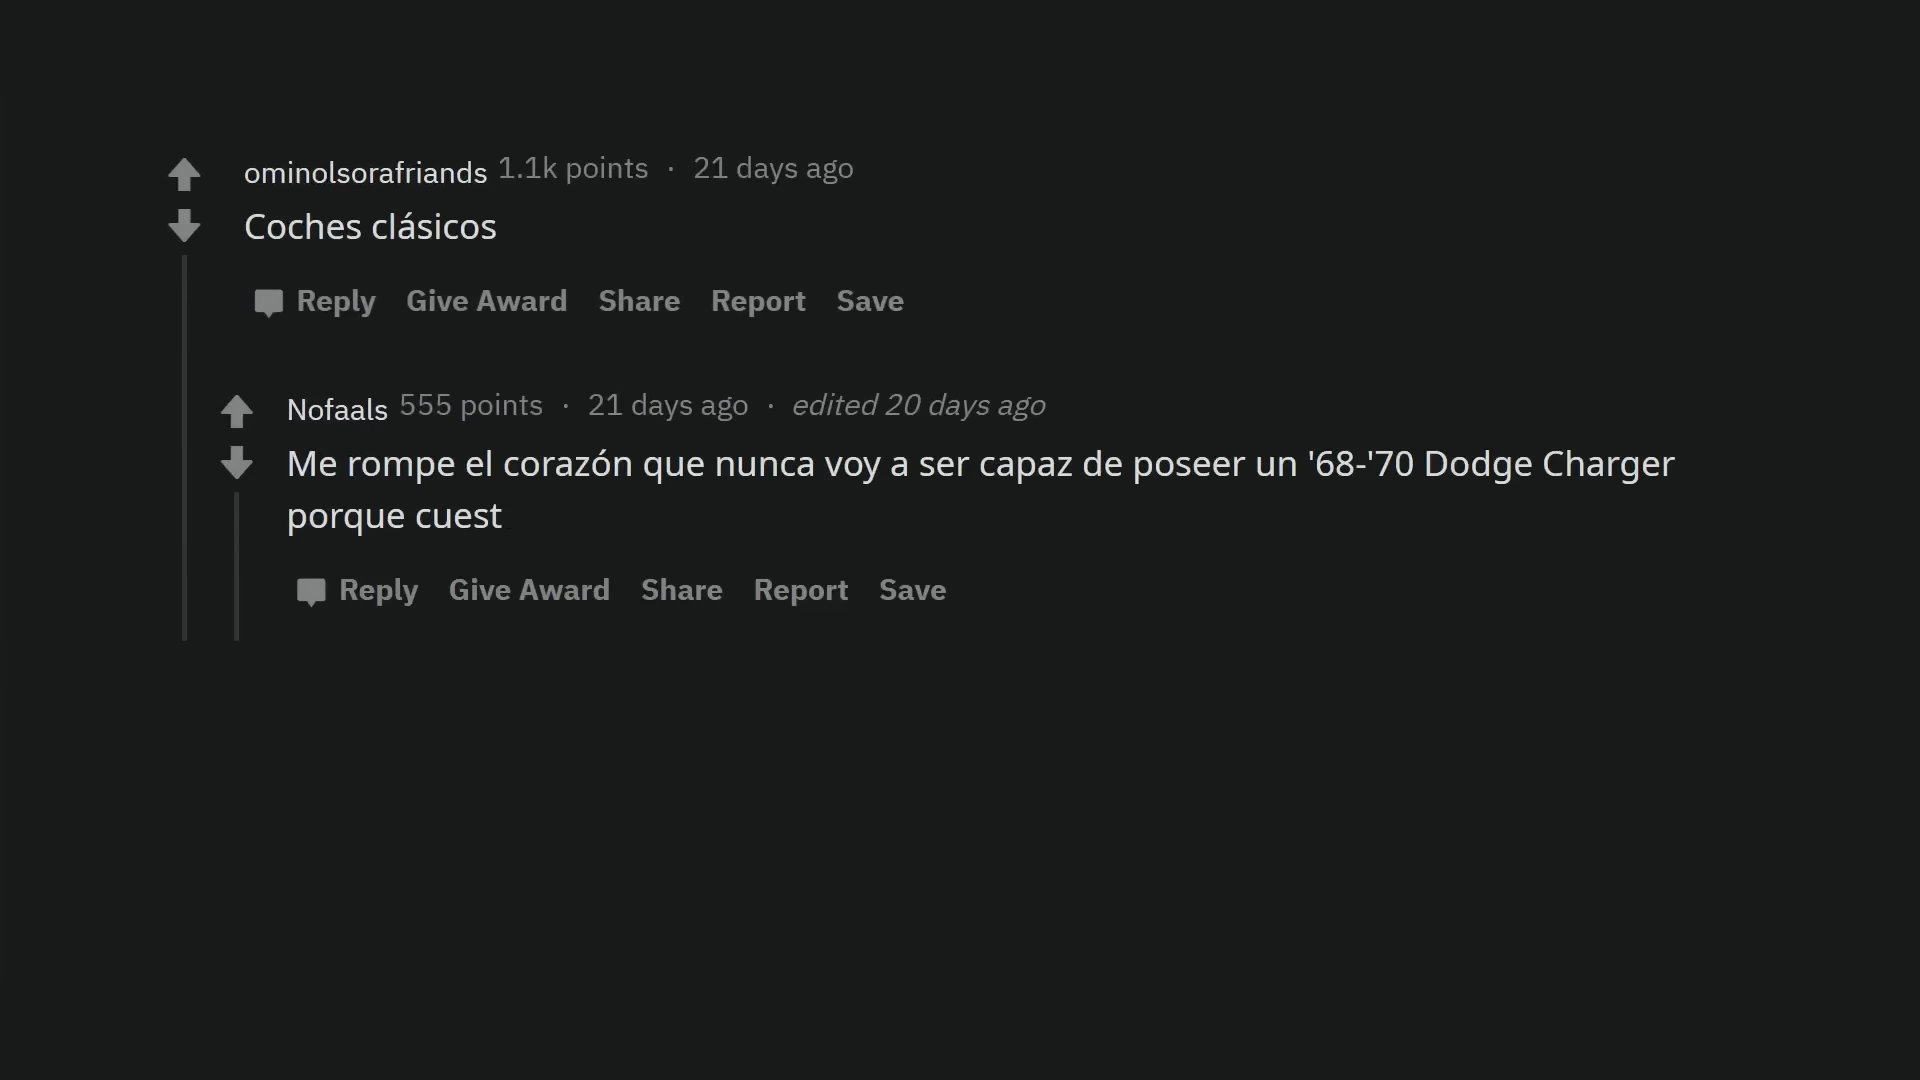 ominolsorafriands 1.1k points · 21 days ago
Coches clásicos
Reply Give Award Share Report Save
Nofaals 555 points · 21 days ago · edited 20 days ago
Me rompe el corazón que nunca voy a ser capaz de poseer un '68-'70 Dodge Charger
porque cuest
Reply Give Award Share Report Save